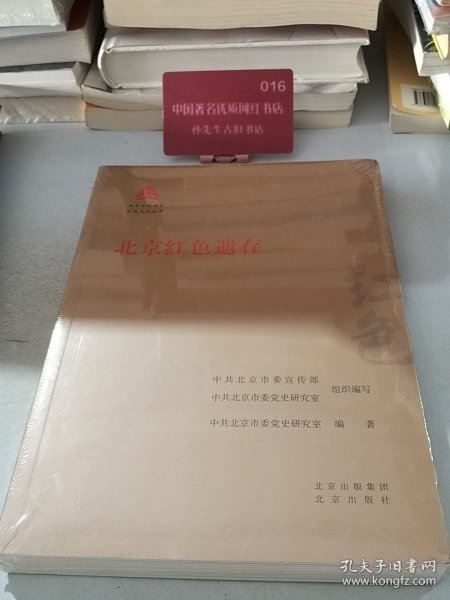 016
中国著名优质网红书店
孙先生古旧书店
北京红色遗存
红色
中共北京市委宣传部
中共北京市委党史研究室
组织编写
中共北京市委党史研究室 编 著
北京出版集团
北京出版社
孔夫子旧书网
www.kongfz.com